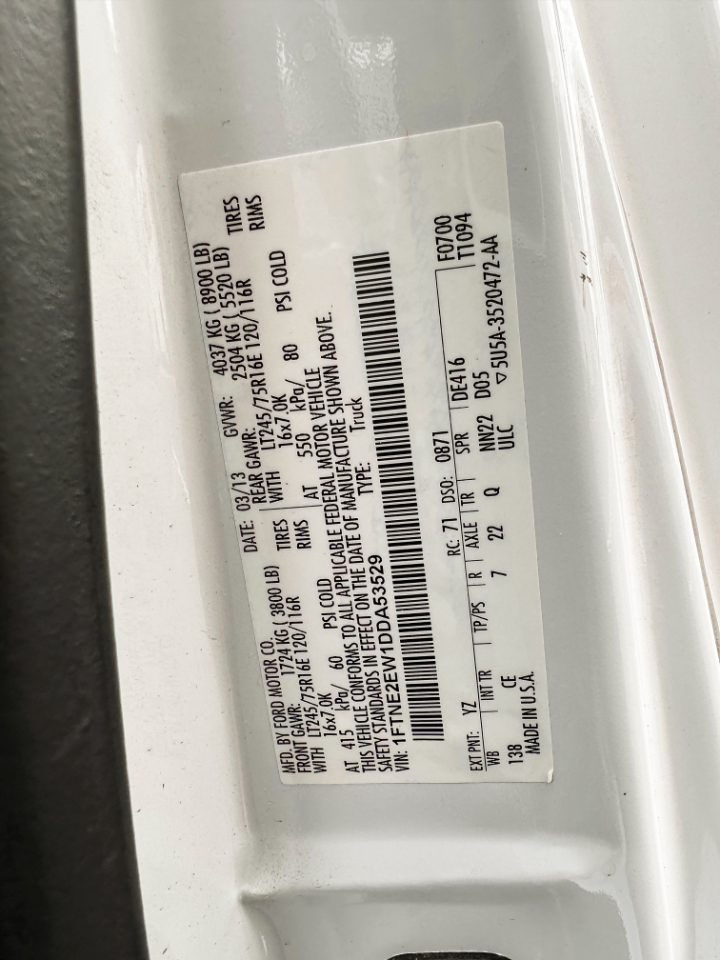 MFD. BY FORD MOTOR CO. DATE: 03/13 GVWR: 4037 KG ( 8900 LB)
FRONT GAWR: 1724 KG ( 3800 LB) REAR GAWR: 2504 KG ( 5520 LB)
WITH LT245/75R16E 120/116R TIRES WITH LT245/75R16E 120/116R TIRES
16x7.0K RIMS 16x7.0K RIMS
AT 415 kPa/ 60 PSI COLD AT 550 kPa/ 80 PSI COLD
THIS VEHICLE CONFORMS TO ALL APPLICABLE FEDERAL MOTOR VEHICLE
SAFETY STANDARDS IN EFFECT ON THE DATE OF MANUFACTURE SHOWN ABOVE.
VIN: 1FTNE2EW1DDA53529 TYPE: Truck
EXT PNT: YZ RC: 71 DSO: 0871 F0700
WB INT TR TP/PS R AXLE TR SPR DE416 T1094
138 CE 7 22 Q NN22 D05
MADE IN U.S.A. ULC ▽5U5A-3520472-AA